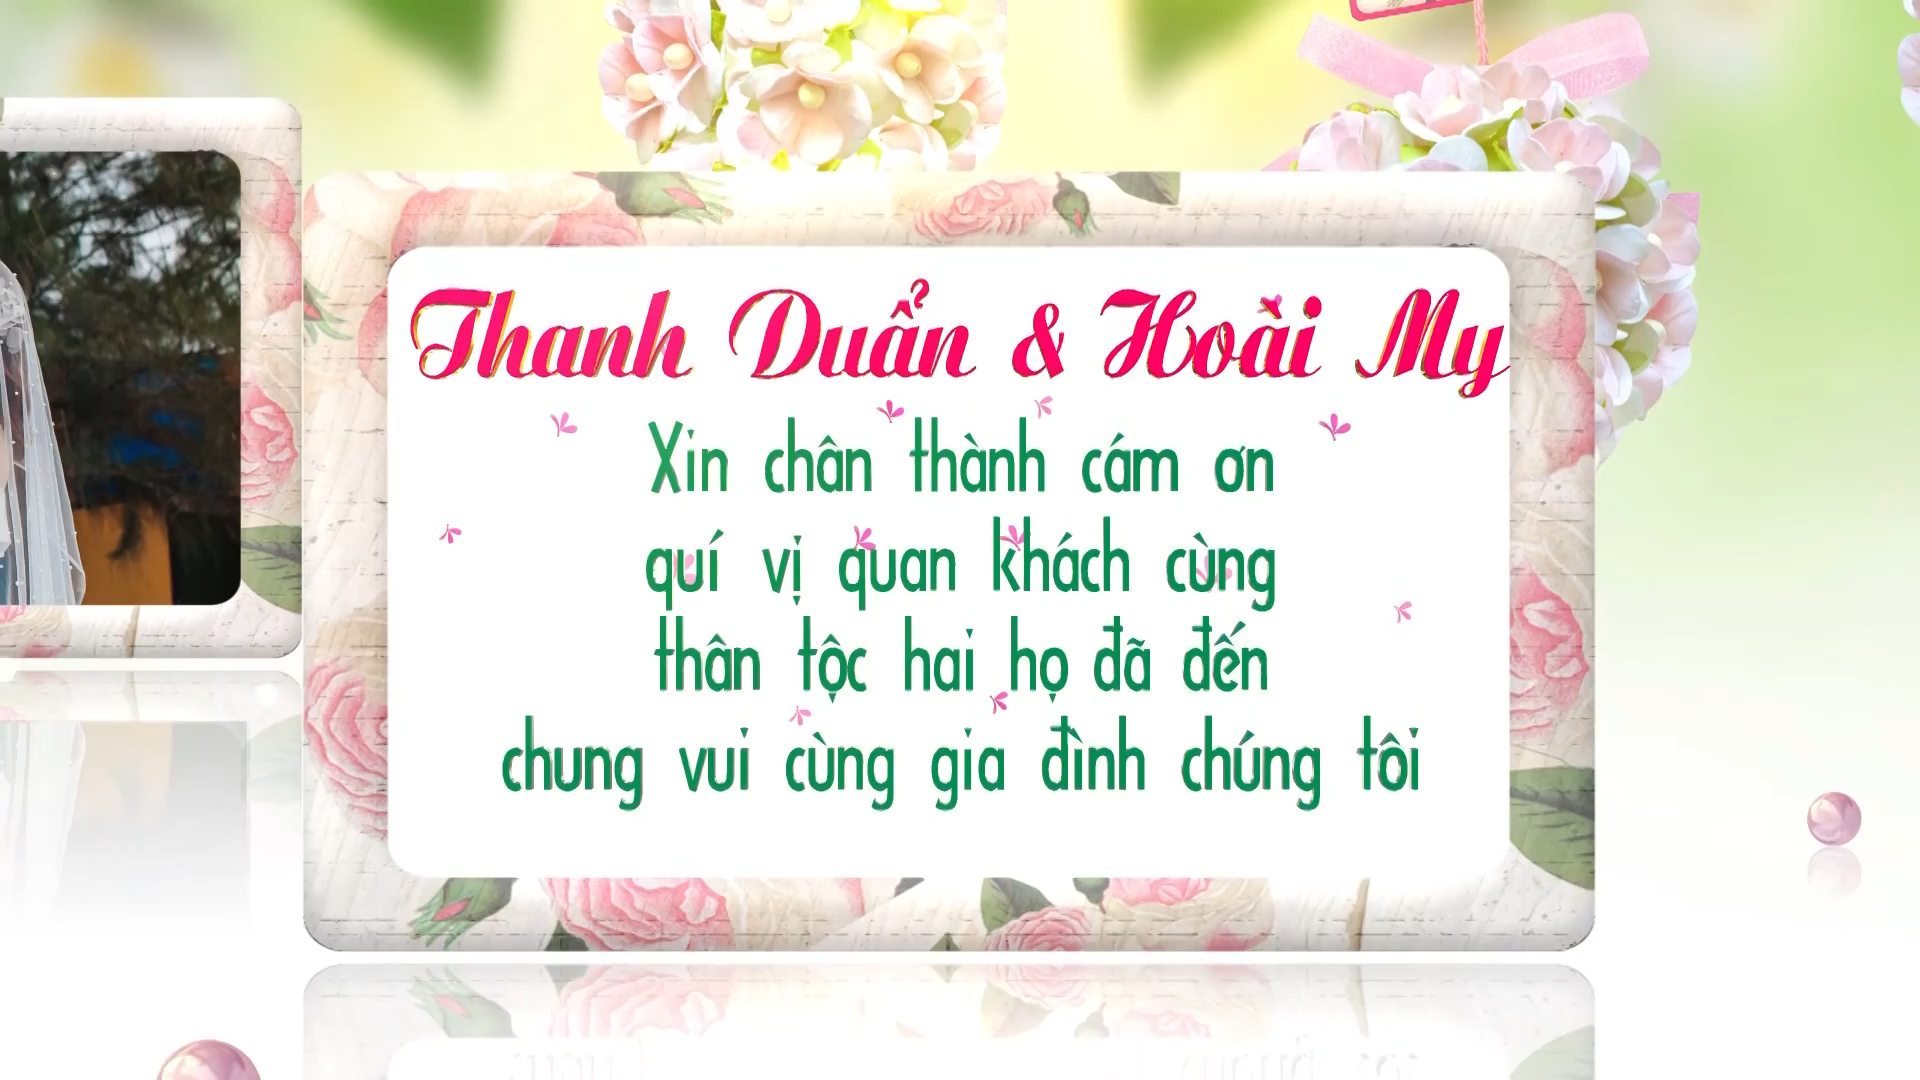 Thanh Duẩn & Hoài My
Xin chân thành cám ơn
quí vị quan khách cùng
thân tộc hai họ đã đến
chung vui cùng gia đình chúng tôi